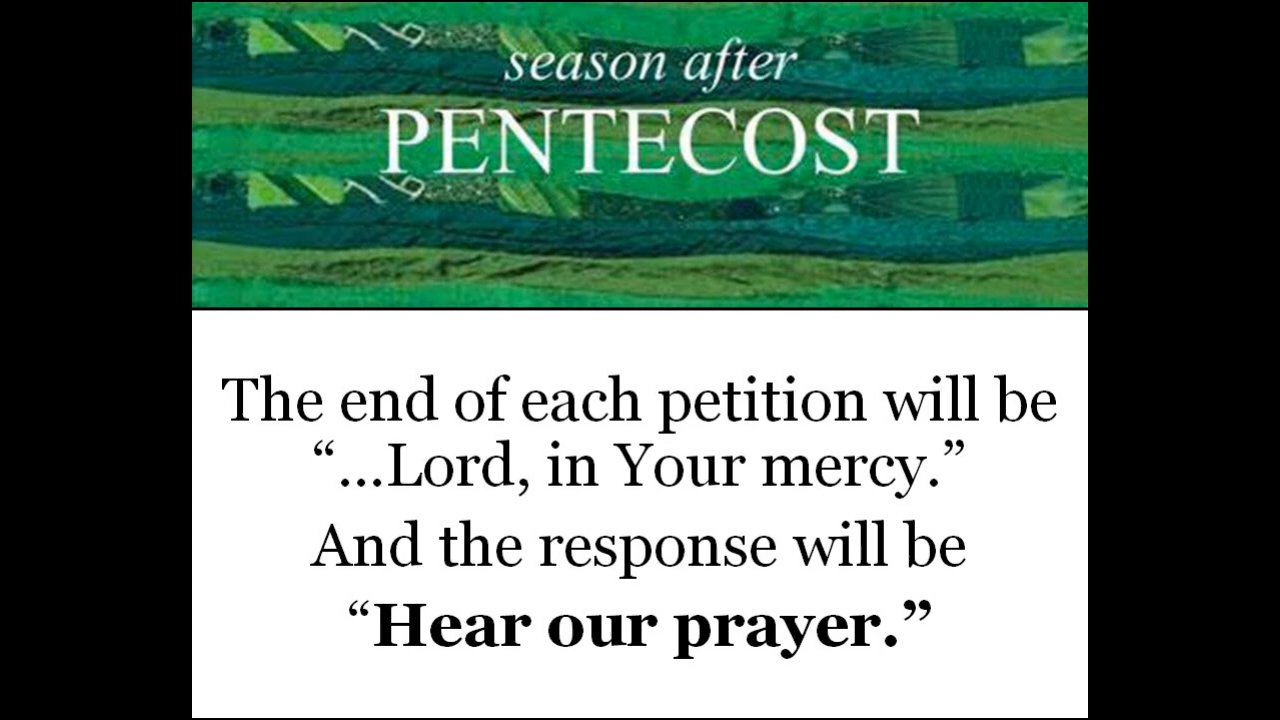 season after
PENTECOST
The end of each petition will be
“...Lord, in Your mercy.”
And the response will be
“Hear our prayer.”